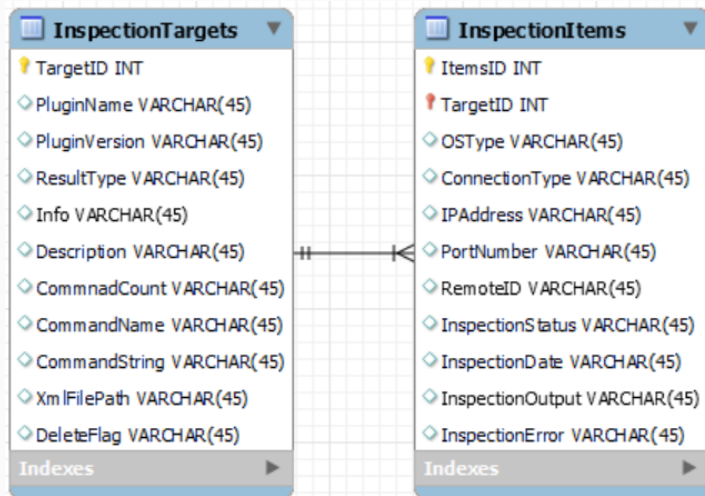 InspectionTargets
TargetID INT
PluginName VARCHAR(45)
PluginVersion VARCHAR(45)
ResultType VARCHAR(45)
Info VARCHAR(45)
Description VARCHAR(45)
CommnadCount VARCHAR(45)
CommandName VARCHAR(45)
CommandString VARCHAR(45)
XmlFilePath VARCHAR(45)
DeleteFlag VARCHAR(45)
Indexes
InspectionItems
ItemsID INT
TargetID INT
OSType VARCHAR(45)
ConnectionType VARCHAR(45)
IPAddress VARCHAR(45)
PortNumber VARCHAR(45)
RemoteID VARCHAR(45)
InspectionStatus VARCHAR(45)
InspectionDate VARCHAR(45)
InspectionOutput VARCHAR(45)
InspectionError VARCHAR(45)
Indexes